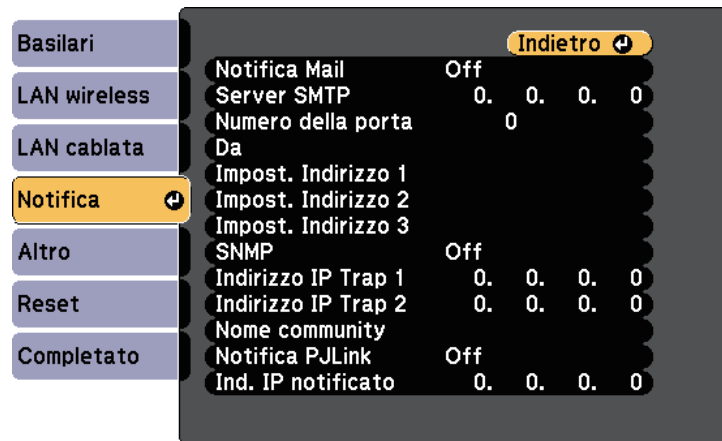 Basilari
LAN wireless
LAN cablata
Notifica
Altro
Reset
Completato
Indietro
Notifica Mail Off
Server SMTP 0. 0. 0. 0
Numero della porta 0
Da
Impost. Indirizzo 1
Impost. Indirizzo 2
Impost. Indirizzo 3
SNMP Off
Indirizzo IP Trap 1 0. 0. 0. 0
Indirizzo IP Trap 2 0. 0. 0. 0
Nome community
Notifica PJLink Off
Ind. IP notificato 0. 0. 0. 0